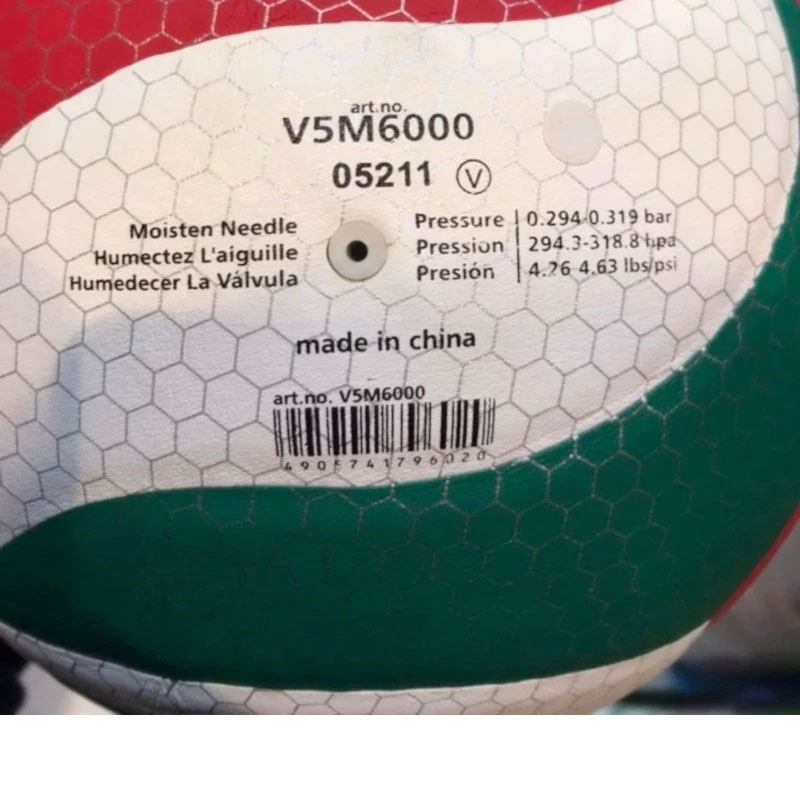 art.no.
V5M6000
05211 V
Moisten Needle
Humectez L'aiguille
Humedecer La Válvula
Pressure | 0.294-0.319 bar
Pression | 294.3-318.8 hpa
Presión | 4.26-4.63 lbs/psi
made in china
art.no. V5M6000
4905741796020